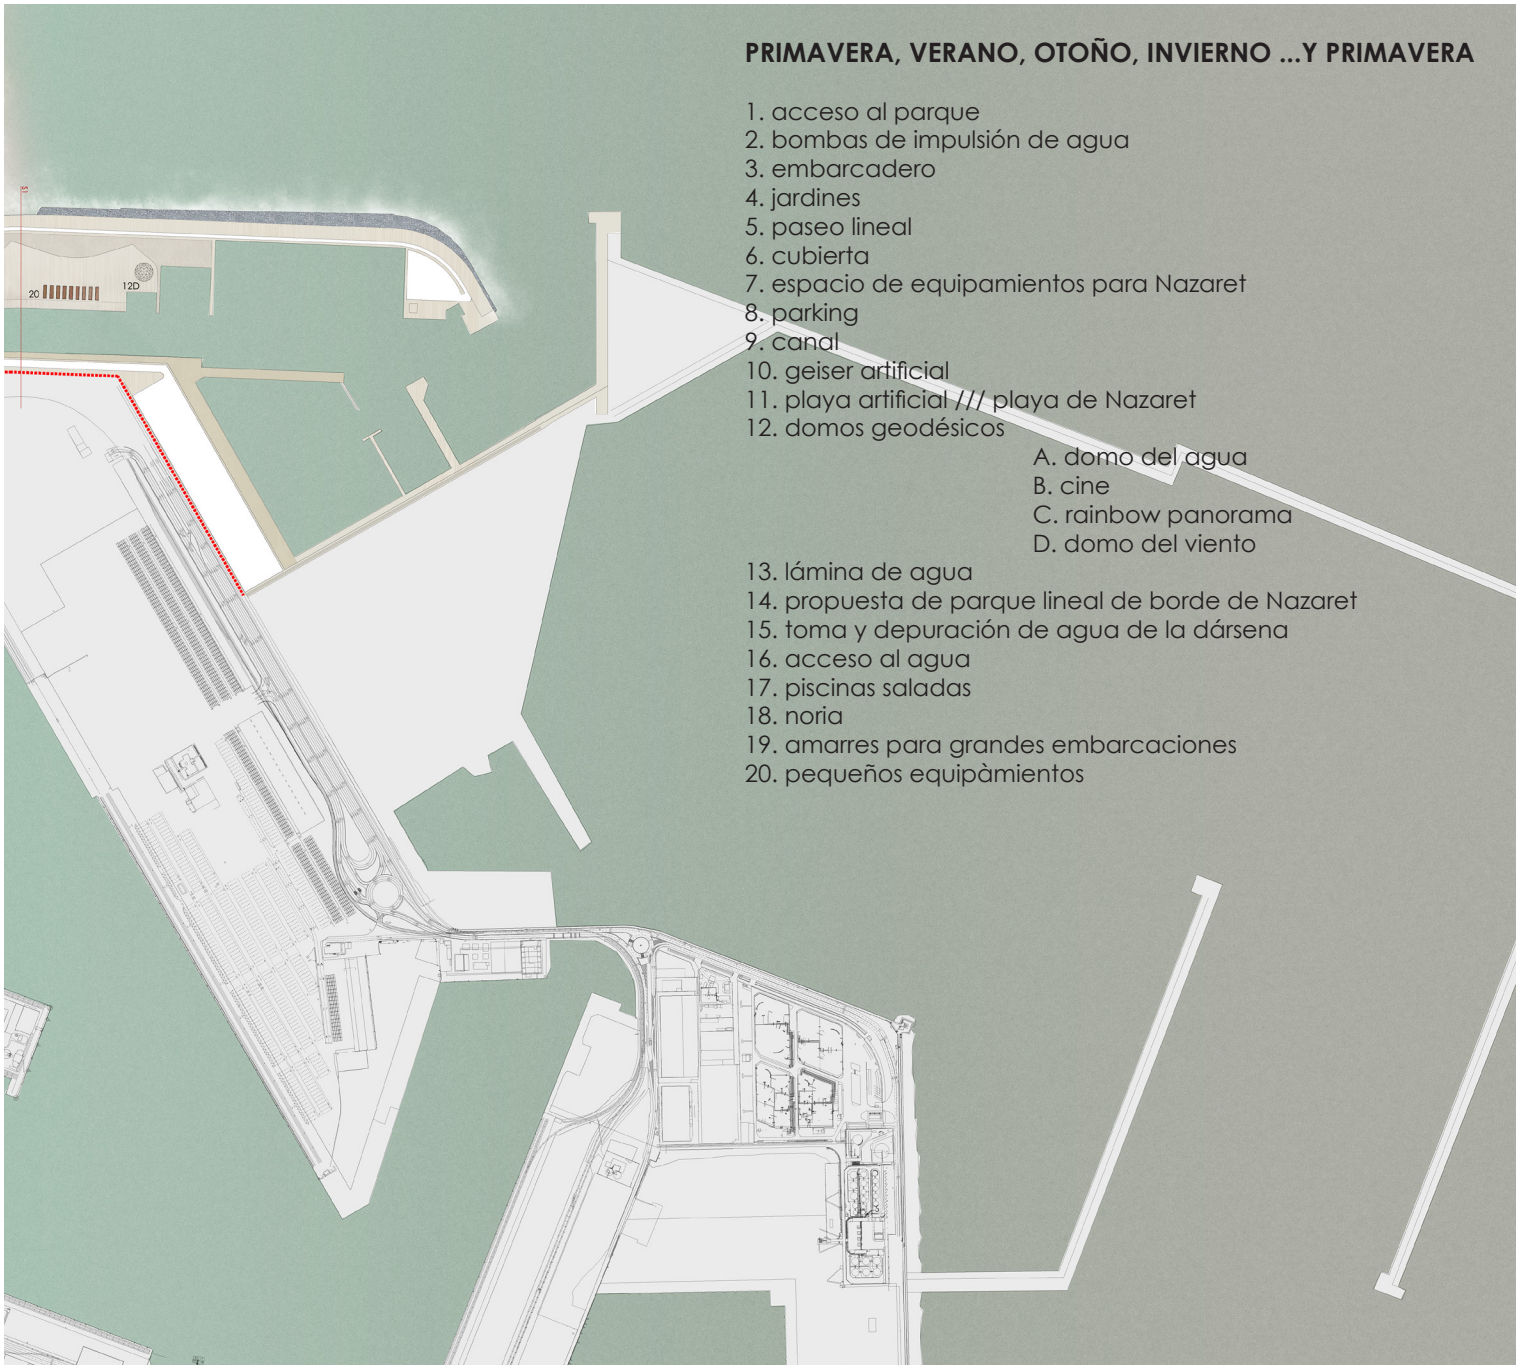 PRIMAVERA, VERANO, OTOÑO, INVIERNO ...Y PRIMAVERA
1. acceso al parque
2. bombas de impulsión de agua
3. embarcadero
4. jardines
5. paseo lineal
6. cubierta
7. espacio de equipamientos para Nazaret
8. parking
9. canal
10. geiser artificial
11. playa artificial /// playa de Nazaret
12. domos geodésicos
A. domo del agua
B. cine
C. rainbow panorama
D. domo del viento
13. lámina de agua
14. propuesta de parque lineal de borde de Nazaret
15. toma y depuración de agua de la dársena
16. acceso al agua
17. piscinas saladas
18. noria
19. amarres para grandes embarcaciones
20. pequeños equipàmientos
12D
20